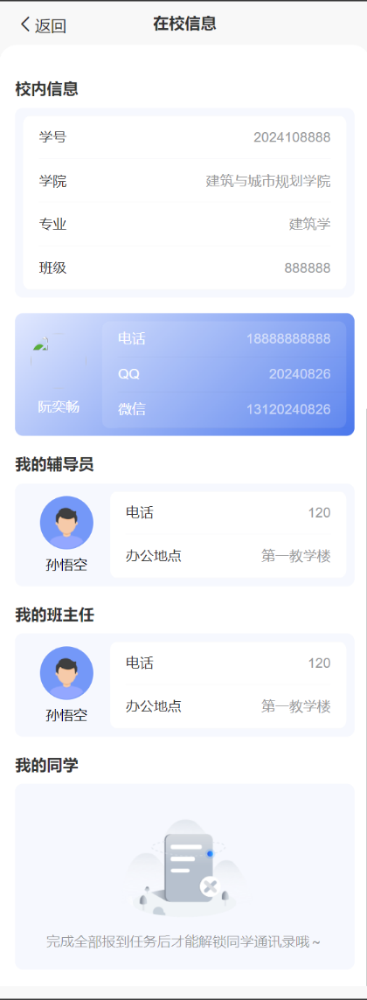 返回
在校信息
校内信息
学号 2024108888
学院 建筑与城市规划学院
专业 建筑学
班级 888888
电话 18888888888
QQ 20240826
微信 13120240826
阮奕畅
我的辅导员
电话 120
办公地点 第一教学楼
孙悟空
我的班主任
电话 120
办公地点 第一教学楼
孙悟空
我的同学
完成全部报到任务后才能解锁同学通讯录哦~